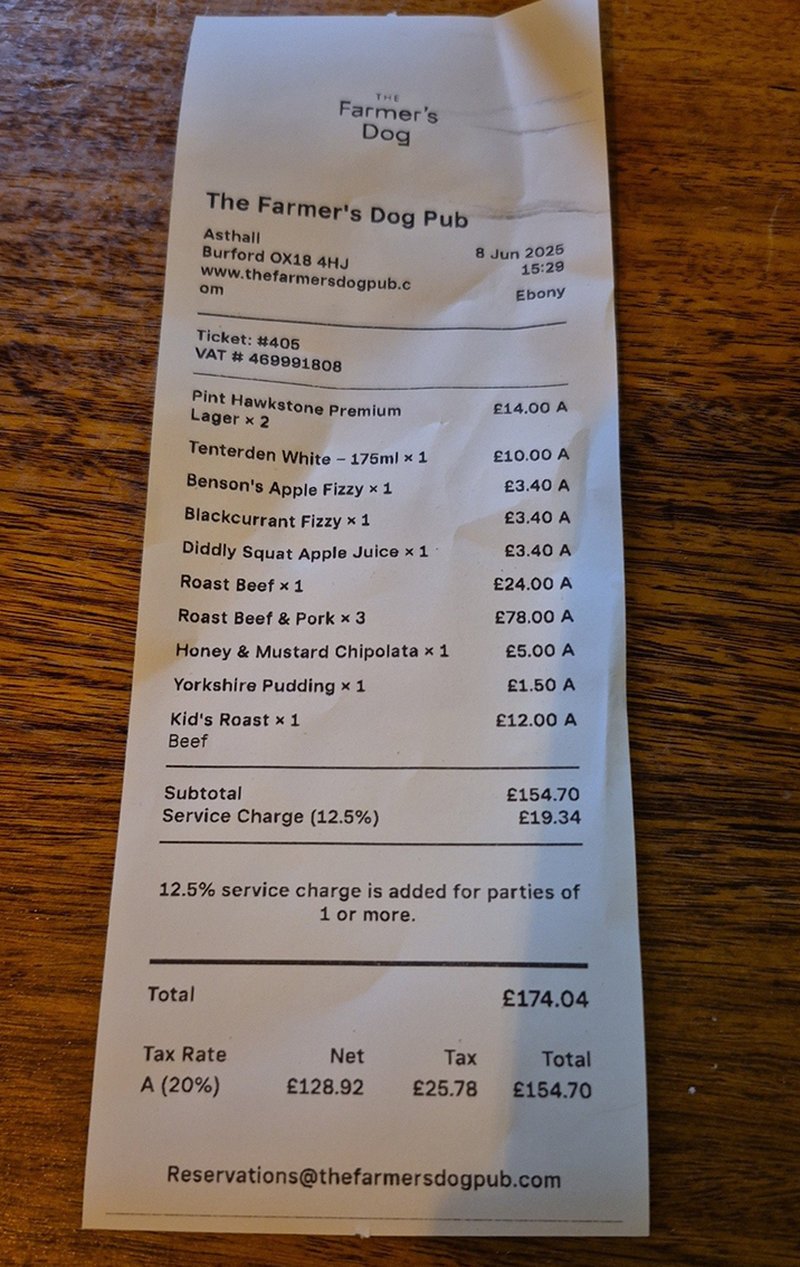 THE
Farmer's
Dog
The Farmer's Dog Pub
Asthall
Burford OX18 4HJ
www.thefarmersdogpub.c
om
8 Jun 2025
15:29
Ebony
Ticket: #405
VAT # 469991808
Pint Hawkstone Premium £14.00 A
Lager × 2
Tenterden White – 175ml × 1 £10.00 A
Benson's Apple Fizzy × 1 £3.40 A
Blackcurrant Fizzy × 1 £3.40 A
Diddly Squat Apple Juice × 1 £3.40 A
Roast Beef × 1 £24.00 A
Roast Beef & Pork × 3 £78.00 A
Honey & Mustard Chipolata × 1 £5.00 A
Yorkshire Pudding × 1 £1.50 A
Kid's Roast × 1 £12.00 A
Beef
Subtotal £154.70
Service Charge (12.5%) £19.34
12.5% service charge is added for parties of
1 or more.
Total £174.04
Tax Rate Net Tax Total
A (20%) £128.92 £25.78 £154.70
Reservations@thefarmersdogpub.com